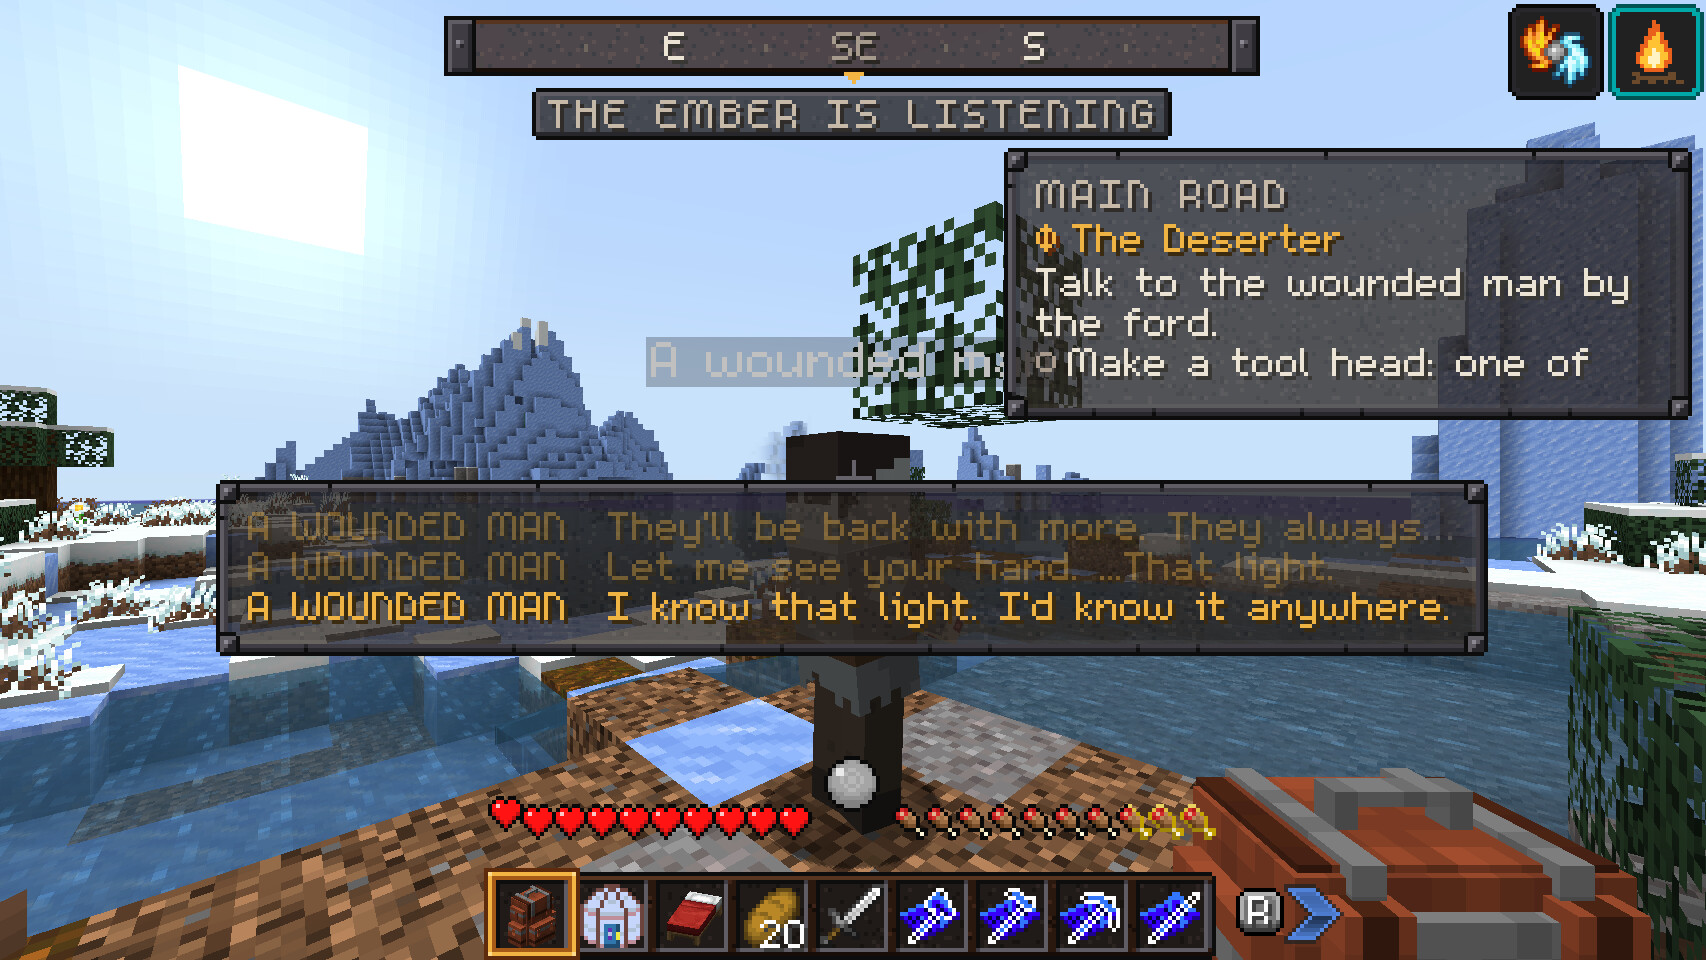 E SE S
THE EMBER IS LISTENING
MAIN ROAD
The Deserter
Talk to the wounded man by
the ford.
Make a tool head: one of
A wounded m
A WOUNDED MAN They'll be back with more. They always...
A WOUNDED MAN Let me see your hand. ...That light.
A WOUNDED MAN I know that light. I'd know it anywhere.
20
R